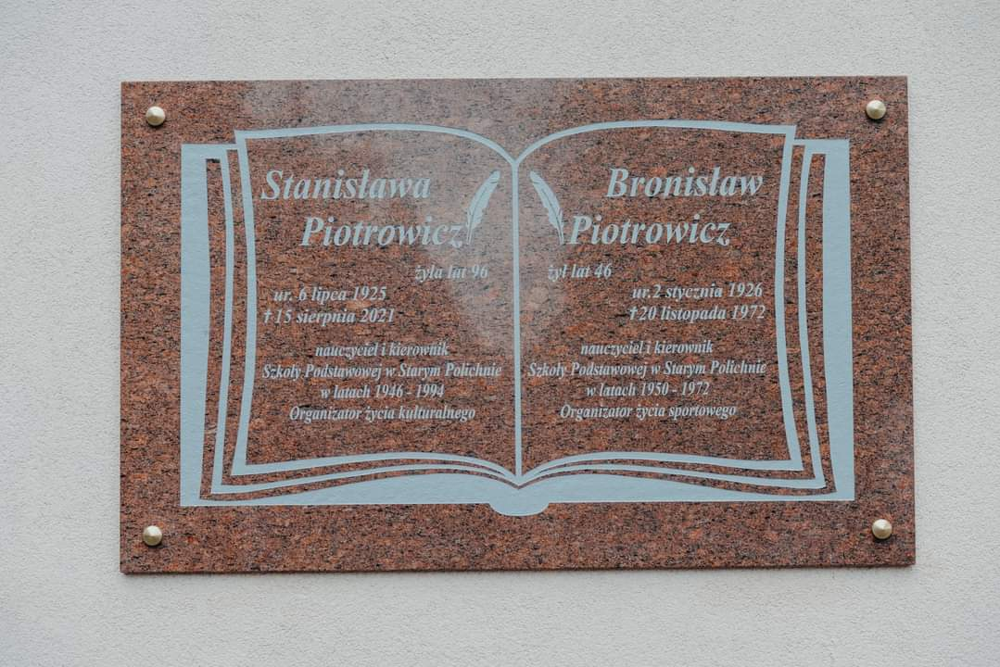 Stanisława
Piotrowicz
żyła lat 96
ur. 6 lipca 1925
†15 sierpnia 2021
nauczyciel i kierownik
Szkoły Podstawowej w Starym Polichnie
w latach 1946 - 1994
Organizator życia kulturalnego
Bronisław
Piotrowicz
żył lat 46
ur.2 stycznia 1926
†20 listopada 1972
nauczyciel i kierownik
Szkoły Podstawowej w Starym Polichnie
w latach 1950 - 1972
Organizator życia sportowego